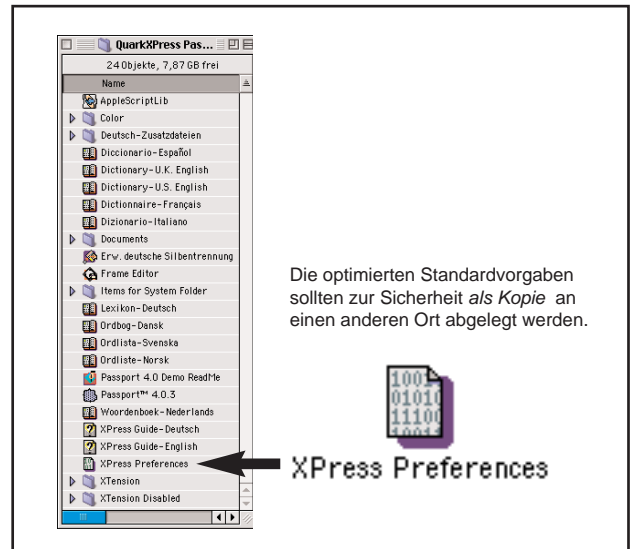 QuarkXPress Pas...
24 Objekte, 7,87 GB frei
Name
AppleScriptLib
Color
Deutsch-Zusatzdateien
Diccionario-Español
Dictionary-U.K. English
Dictionary-U.S. English
Dictionnaire-Français
Dizionario-Italiano
Documents
Erw. deutsche Silbentrennung
Frame Editor
Items for System Folder
Lexikon-Deutsch
Ordbog-Dansk
Ordlista-Svenska
Ordliste-Norsk
Passport 4.0 Demo ReadMe
Passport™ 4.0.3
Woordenboek-Nederlands
XPress Guide-Deutsch
XPress Guide-English
XPress Preferences
XTension
XTension Disabled
Die optimierten Standardvorgaben
sollten zur Sicherheit als Kopie an
einen anderen Ort abgelegt werden.
1001
01010
11100
10011
XPress Preferences